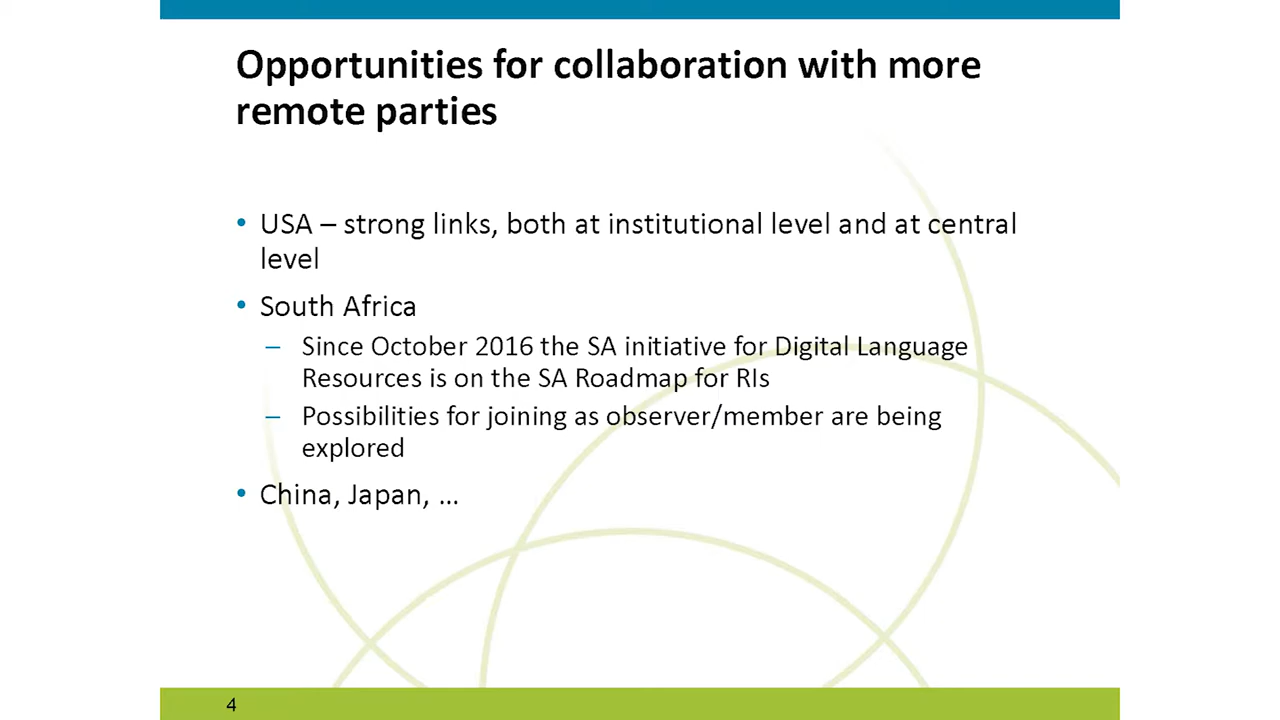 Opportunities for collaboration with more
remote parties
• USA – strong links, both at institutional level and at central
level
• South Africa
– Since October 2016 the SA initiative for Digital Language
Resources is on the SA Roadmap for RIs
– Possibilities for joining as observer/member are being
explored
• China, Japan, …
4